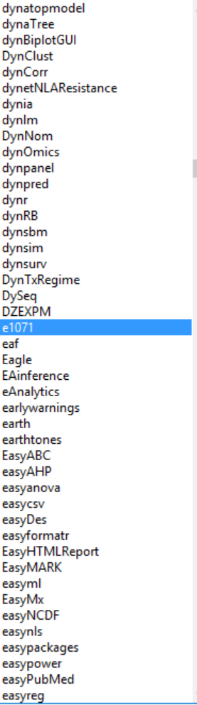 dynatopmodel
dynaTree
dynBiplotGUI
DynClust
dynCorr
dynetNLAResistance
dynia
dynlm
DynNom
dynOmics
dynpanel
dynpred
dynr
dynRB
dynsbm
dynsim
dynsurv
DynTxRegime
DySeq
DZEXPM
e1071
eaf
Eagle
EAinference
eAnalytics
earlywarnings
earth
earthtones
EasyABC
easyAHP
easyanova
easycsv
easyDes
easyformatr
EasyHTMLReport
EasyMARK
easyml
EasyMx
easyNCDF
easynls
easypackages
easypower
easyPubMed
easyreg